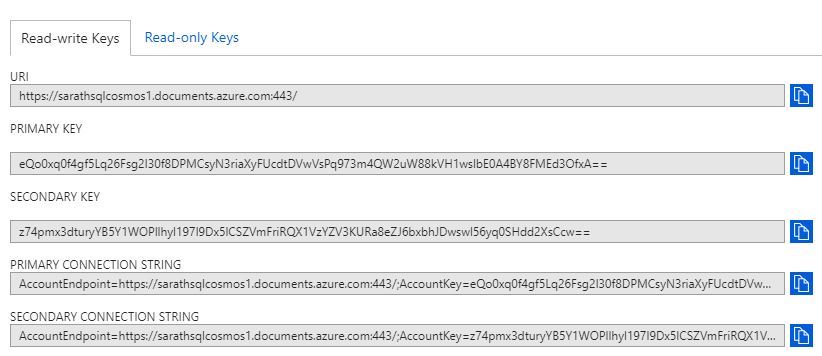 Read-write Keys
Read-only Keys
URI
https://sarathsqlcosmos1.documents.azure.com:443/
PRIMARY KEY
eQo0xq0f4gf5Lq26Fsg2I30f8DPMCsyN3riaXyFUcdtDVwVsPq973m4QW2uW88kVH1wsIbE0A4BY8FMEd3OfxA==
SECONDARY KEY
z74pmx3dturyYB5Y1WOPIlhyI197I9Dx5ICSZVmFriRQX1VzYZV3KURa8eZJ6bxbhJDwswI56yq0SHdd2XsCcw==
PRIMARY CONNECTION STRING
AccountEndpoint=https://sarathsqlcosmos1.documents.azure.com:443/;AccountKey=eQo0xq0f4gf5Lq26Fsg2I30f8DPMCsyN3riaXyFUcdtDVw...
SECONDARY CONNECTION STRING
AccountEndpoint=https://sarathsqlcosmos1.documents.azure.com:443/;AccountKey=z74pmx3dturyYB5Y1WOPIlhyI197I9Dx5ICSZVmFriRQX1V...